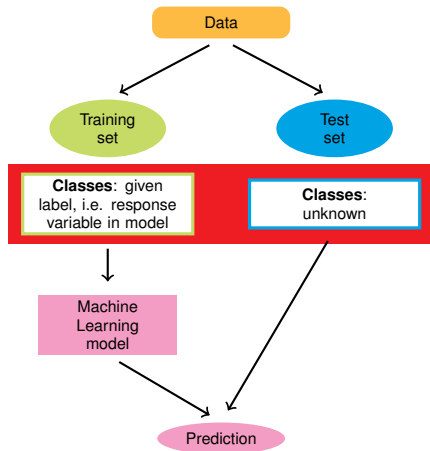 Data
Training
set
Test
set
Classes: given
label, i.e. response
variable in model
Classes:
unknown
Machine
Learning
model
Prediction